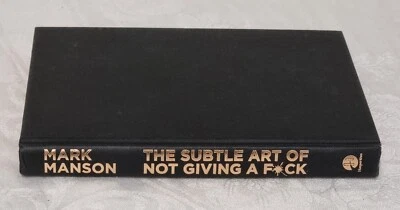 MARK
MANSON
THE SUBTLE ART OF
NOT GIVING A F*CK